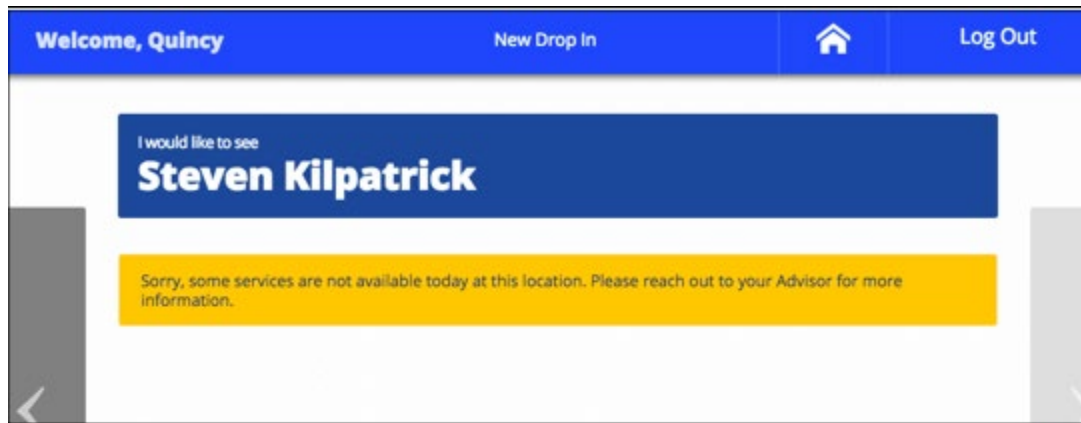 Welcome, Quincy
New Drop In
Log Out
I would like to see
Steven Kilpatrick
Sorry, some services are not available today at this location. Please reach out to your Advisor for more
information.